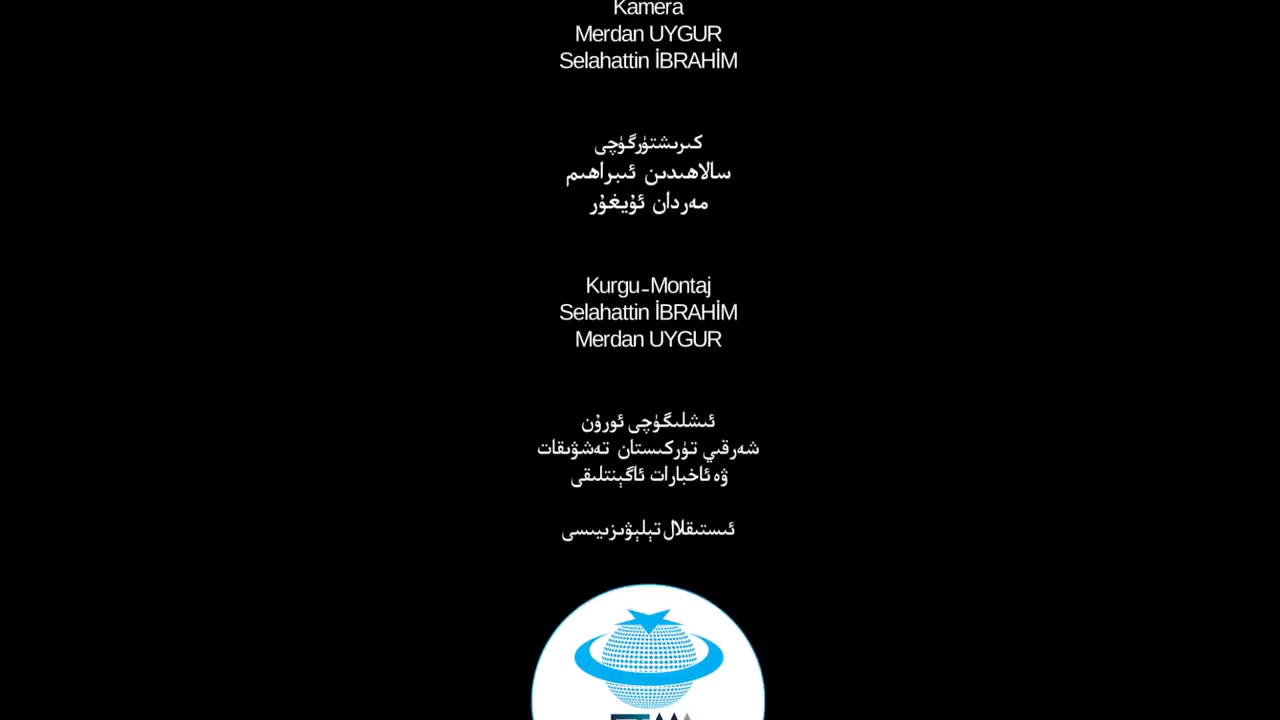 Kamera
Merdan UYGUR
Selahattin İBRAHİM
كىرىشتۈرگۈچى
سالاھىدىن ئىبراھىم
مەردان ئۇيغۇر
Kurgu-Montaj
Selahattin İBRAHİM
Merdan UYGUR
ئىشلىگۈچى ئورۇن
شەرقىي تۈركىستان تەشۋىقات
ۋە ئاخبارات ئاگېنتلىقى
ئىستىقلال تېلېۋىزىيىسى